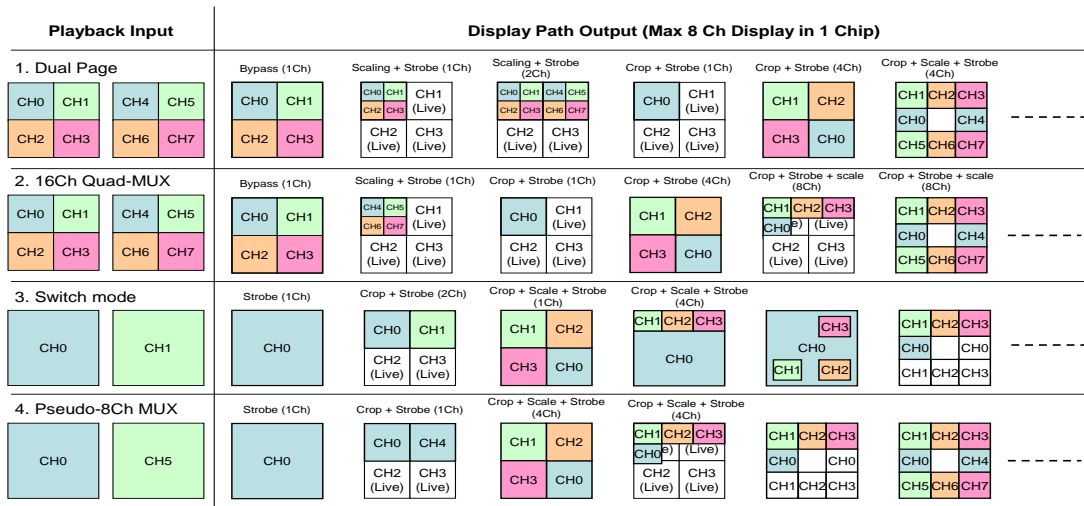 Playback Input
Display Path Output (Max 8 Ch Display in 1 Chip)
1. Dual Page
CH0 CH1
CH2 CH3
CH4 CH5
CH6 CH7
Bypass (1Ch)
CH0 CH1
CH2 CH3
Scaling + Strobe (1Ch)
CH0 CH1 CH1
CH2 CH3 (Live)
CH2 CH3
(Live) (Live)
Scaling + Strobe
(2Ch)
CH0 CH1 CH4 CH5
CH2 CH3 CH6 CH7
CH2 CH3
(Live) (Live)
Crop + Strobe (1Ch)
CH0 CH1
(Live)
CH2 CH3
(Live) (Live)
Crop + Strobe (4Ch)
CH1 CH2
CH3 CH0
Crop + Scale + Strobe
(4Ch)
CH1 CH2 CH3
CH0 CH4
CH5 CH6 CH7
2. 16Ch Quad-MUX
CH0 CH1
CH2 CH3
CH4 CH5
CH6 CH7
Bypass (1Ch)
CH0 CH1
CH2 CH3
Scaling + Strobe (1Ch)
CH4 CH5 CH1
CH6 CH7 (Live)
CH2 CH3
(Live) (Live)
Crop + Strobe (1Ch)
CH0 CH1
(Live)
CH2 CH3
(Live) (Live)
Crop + Strobe (4Ch)
CH1 CH2
CH3 CH0
Crop + Strobe + scale
(8Ch)
CH1 CH2 CH3
CH0 e) (Live)
CH2 CH3
(Live) (Live)
Crop + Strobe + scale
(8Ch)
CH1 CH2 CH3
CH0 CH4
CH5 CH6 CH7
3. Switch mode
CH0
CH1
Strobe (1Ch)
CH0
Crop + Strobe (2Ch)
CH0 CH1
CH2 CH3
(Live) (Live)
Crop + Scale + Strobe
(1Ch)
CH1 CH2
CH3 CH0
Crop + Scale + Strobe
(4Ch)
CH1 CH2 CH3
CH0
CH3
CH0
CH1 CH2
CH1 CH2 CH3
CH0 CH0
CH1 CH2 CH3
4. Pseudo-8Ch MUX
CH0
CH5
Strobe (1Ch)
CH0
Crop + Strobe (1Ch)
CH0 CH4
CH2 CH3
(Live) (Live)
Crop + Scale + Strobe
(4Ch)
CH1 CH2
CH3 CH0
Crop + Scale + Strobe
(4Ch)
CH1 CH2 CH3
CH0 e) (Live)
CH2 CH3
(Live) (Live)
CH1 CH2 CH3
CH0 CH0
CH1 CH2 CH3
CH1 CH2 CH3
CH0 CH4
CH5 CH6 CH7